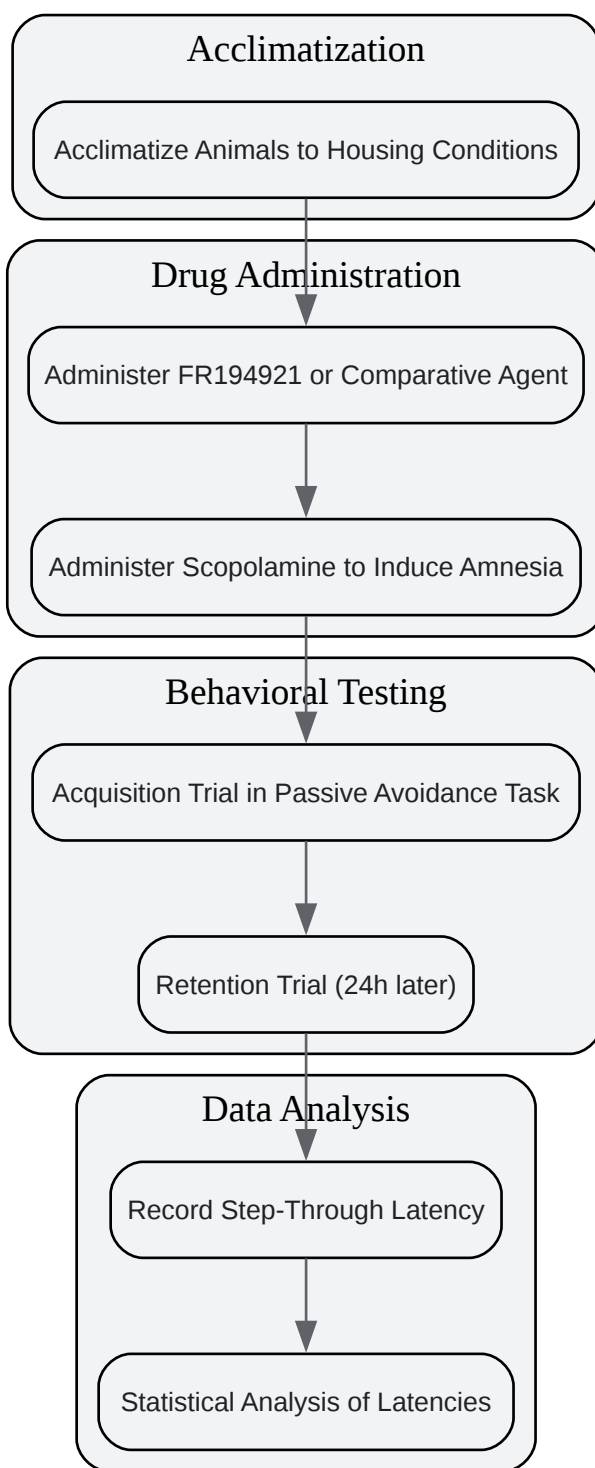 Acclimatization
Acclimatize Animals to Housing Conditions
Drug Administration
Administer FR194921 or Comparative Agent
Administer Scopolamine to Induce Amnesia
Behavioral Testing
Acquisition Trial in Passive Avoidance Task
Retention Trial (24h later)
Data Analysis
Record Step-Through Latency
Statistical Analysis of Latencies